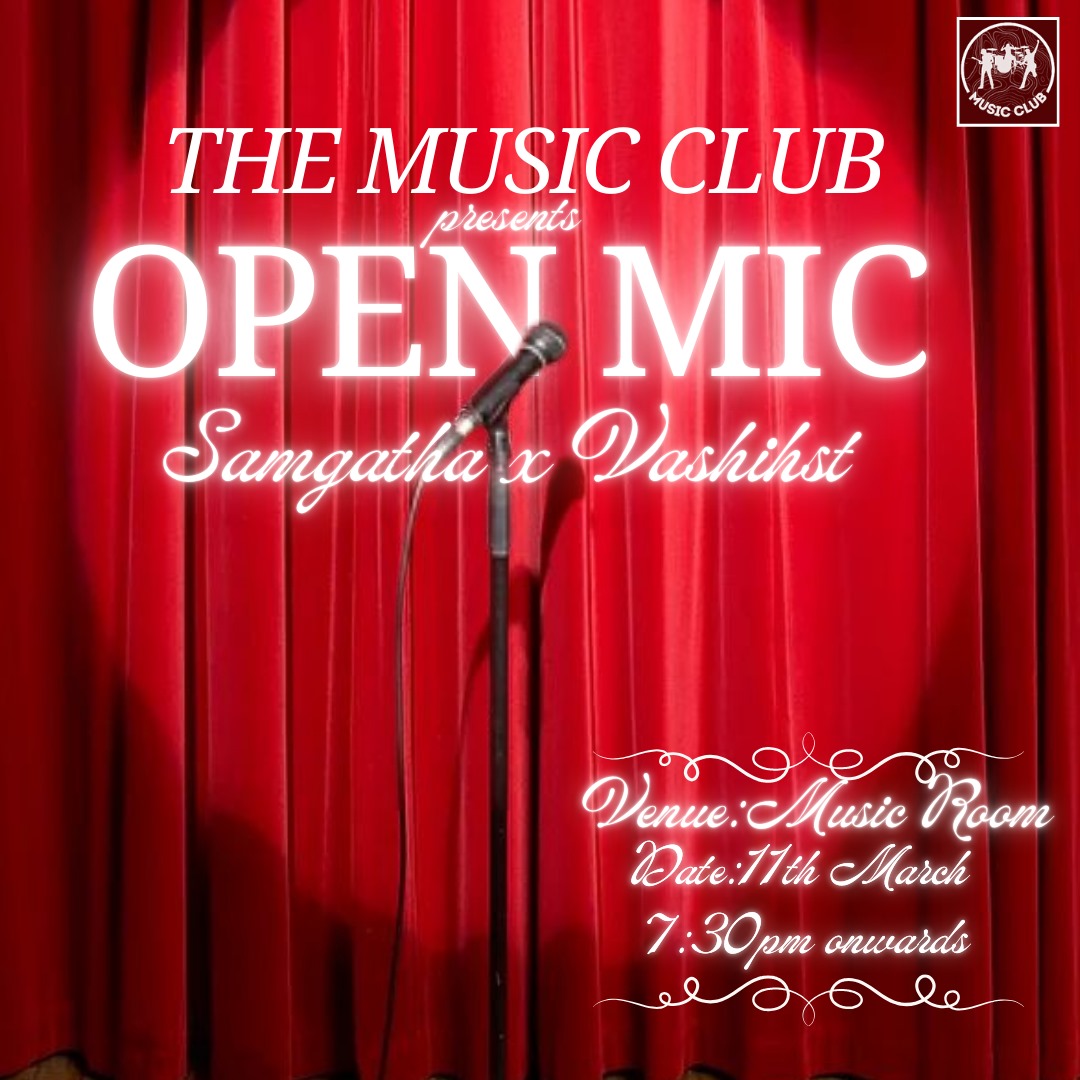 MUSIC CLUB
THE MUSIC CLUB
presents
OPEN MIC
Samgatha x Vashihst
Venue:Music Room
Date:11th March
7:30pm onwards